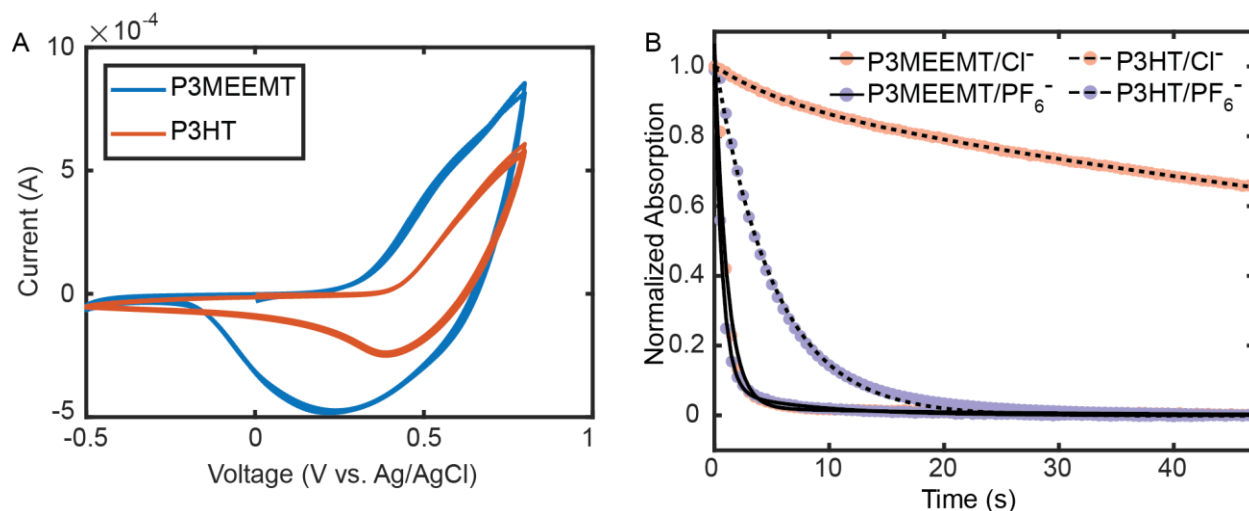 A
×10⁻⁴
10
5
0
-5
Current (A)
P3MEEMT
P3HT
-0.5 0 0.5 1
Voltage (V vs. Ag/AgCl)
B
P3MEEMT/Cl⁻ P3HT/Cl⁻
P3MEEMT/PF₆⁻ P3HT/PF₆⁻
1.0
0.8
0.6
0.4
0.2
0
Normalized Absorption
0 10 20 30 40
Time (s)